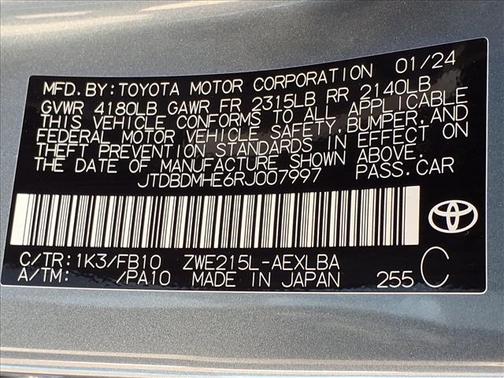 MFD.BY:TOYOTA MOTOR CORPORATION 01/24
GVWR 4180LB GAWR FR 2315LB RR 2140LB
THIS VEHICLE CONFORMS TO ALL APPLICABLE
FEDERAL MOTOR VEHICLE SAFETY,BUMPER,AND
THEFT PREVENTION STANDARDS IN EFFECT ON
THE DATE OF MANUFACTURE SHOWN ABOVE.
JTDBDMHE6RJ007997 PASS.CAR
C/TR:1K3/FB10 ZWE215L-AEXLBA
A/TM: /PA10 MADE IN JAPAN 255 C